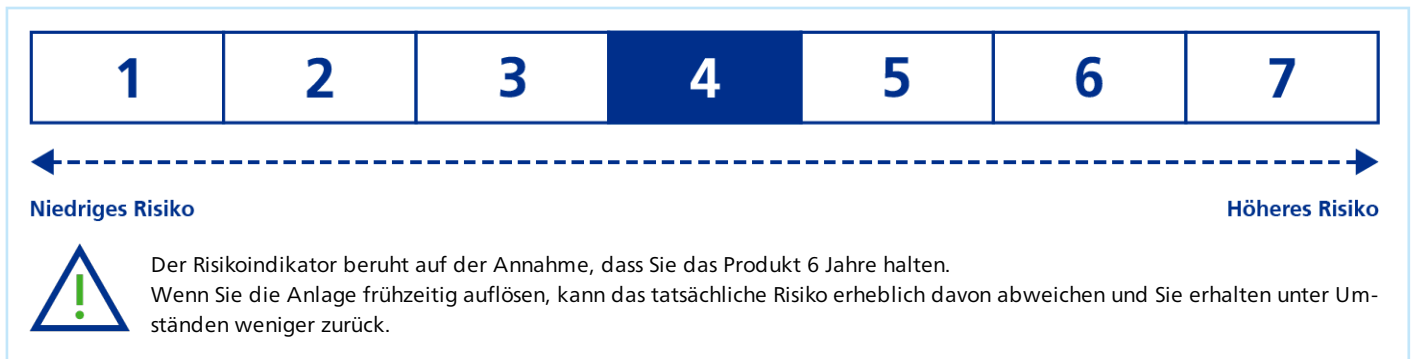 1 2 3 4 5 6 7
Niedriges Risiko Höheres Risiko
Der Risikoindikator beruht auf der Annahme, dass Sie das Produkt 6 Jahre halten.
Wenn Sie die Anlage frühzeitig auflösen, kann das tatsächliche Risiko erheblich davon abweichen und Sie erhalten unter Um-
ständen weniger zurück.